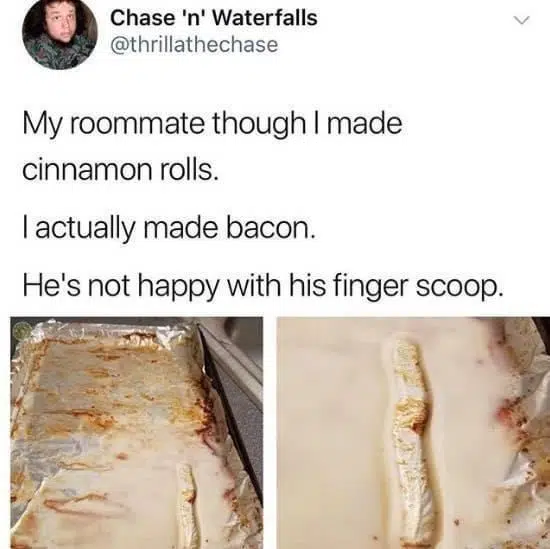 Chase 'n' Waterfalls
@thrillathechase
My roommate though I made
cinnamon rolls.
I actually made bacon.
He's not happy with his finger scoop.